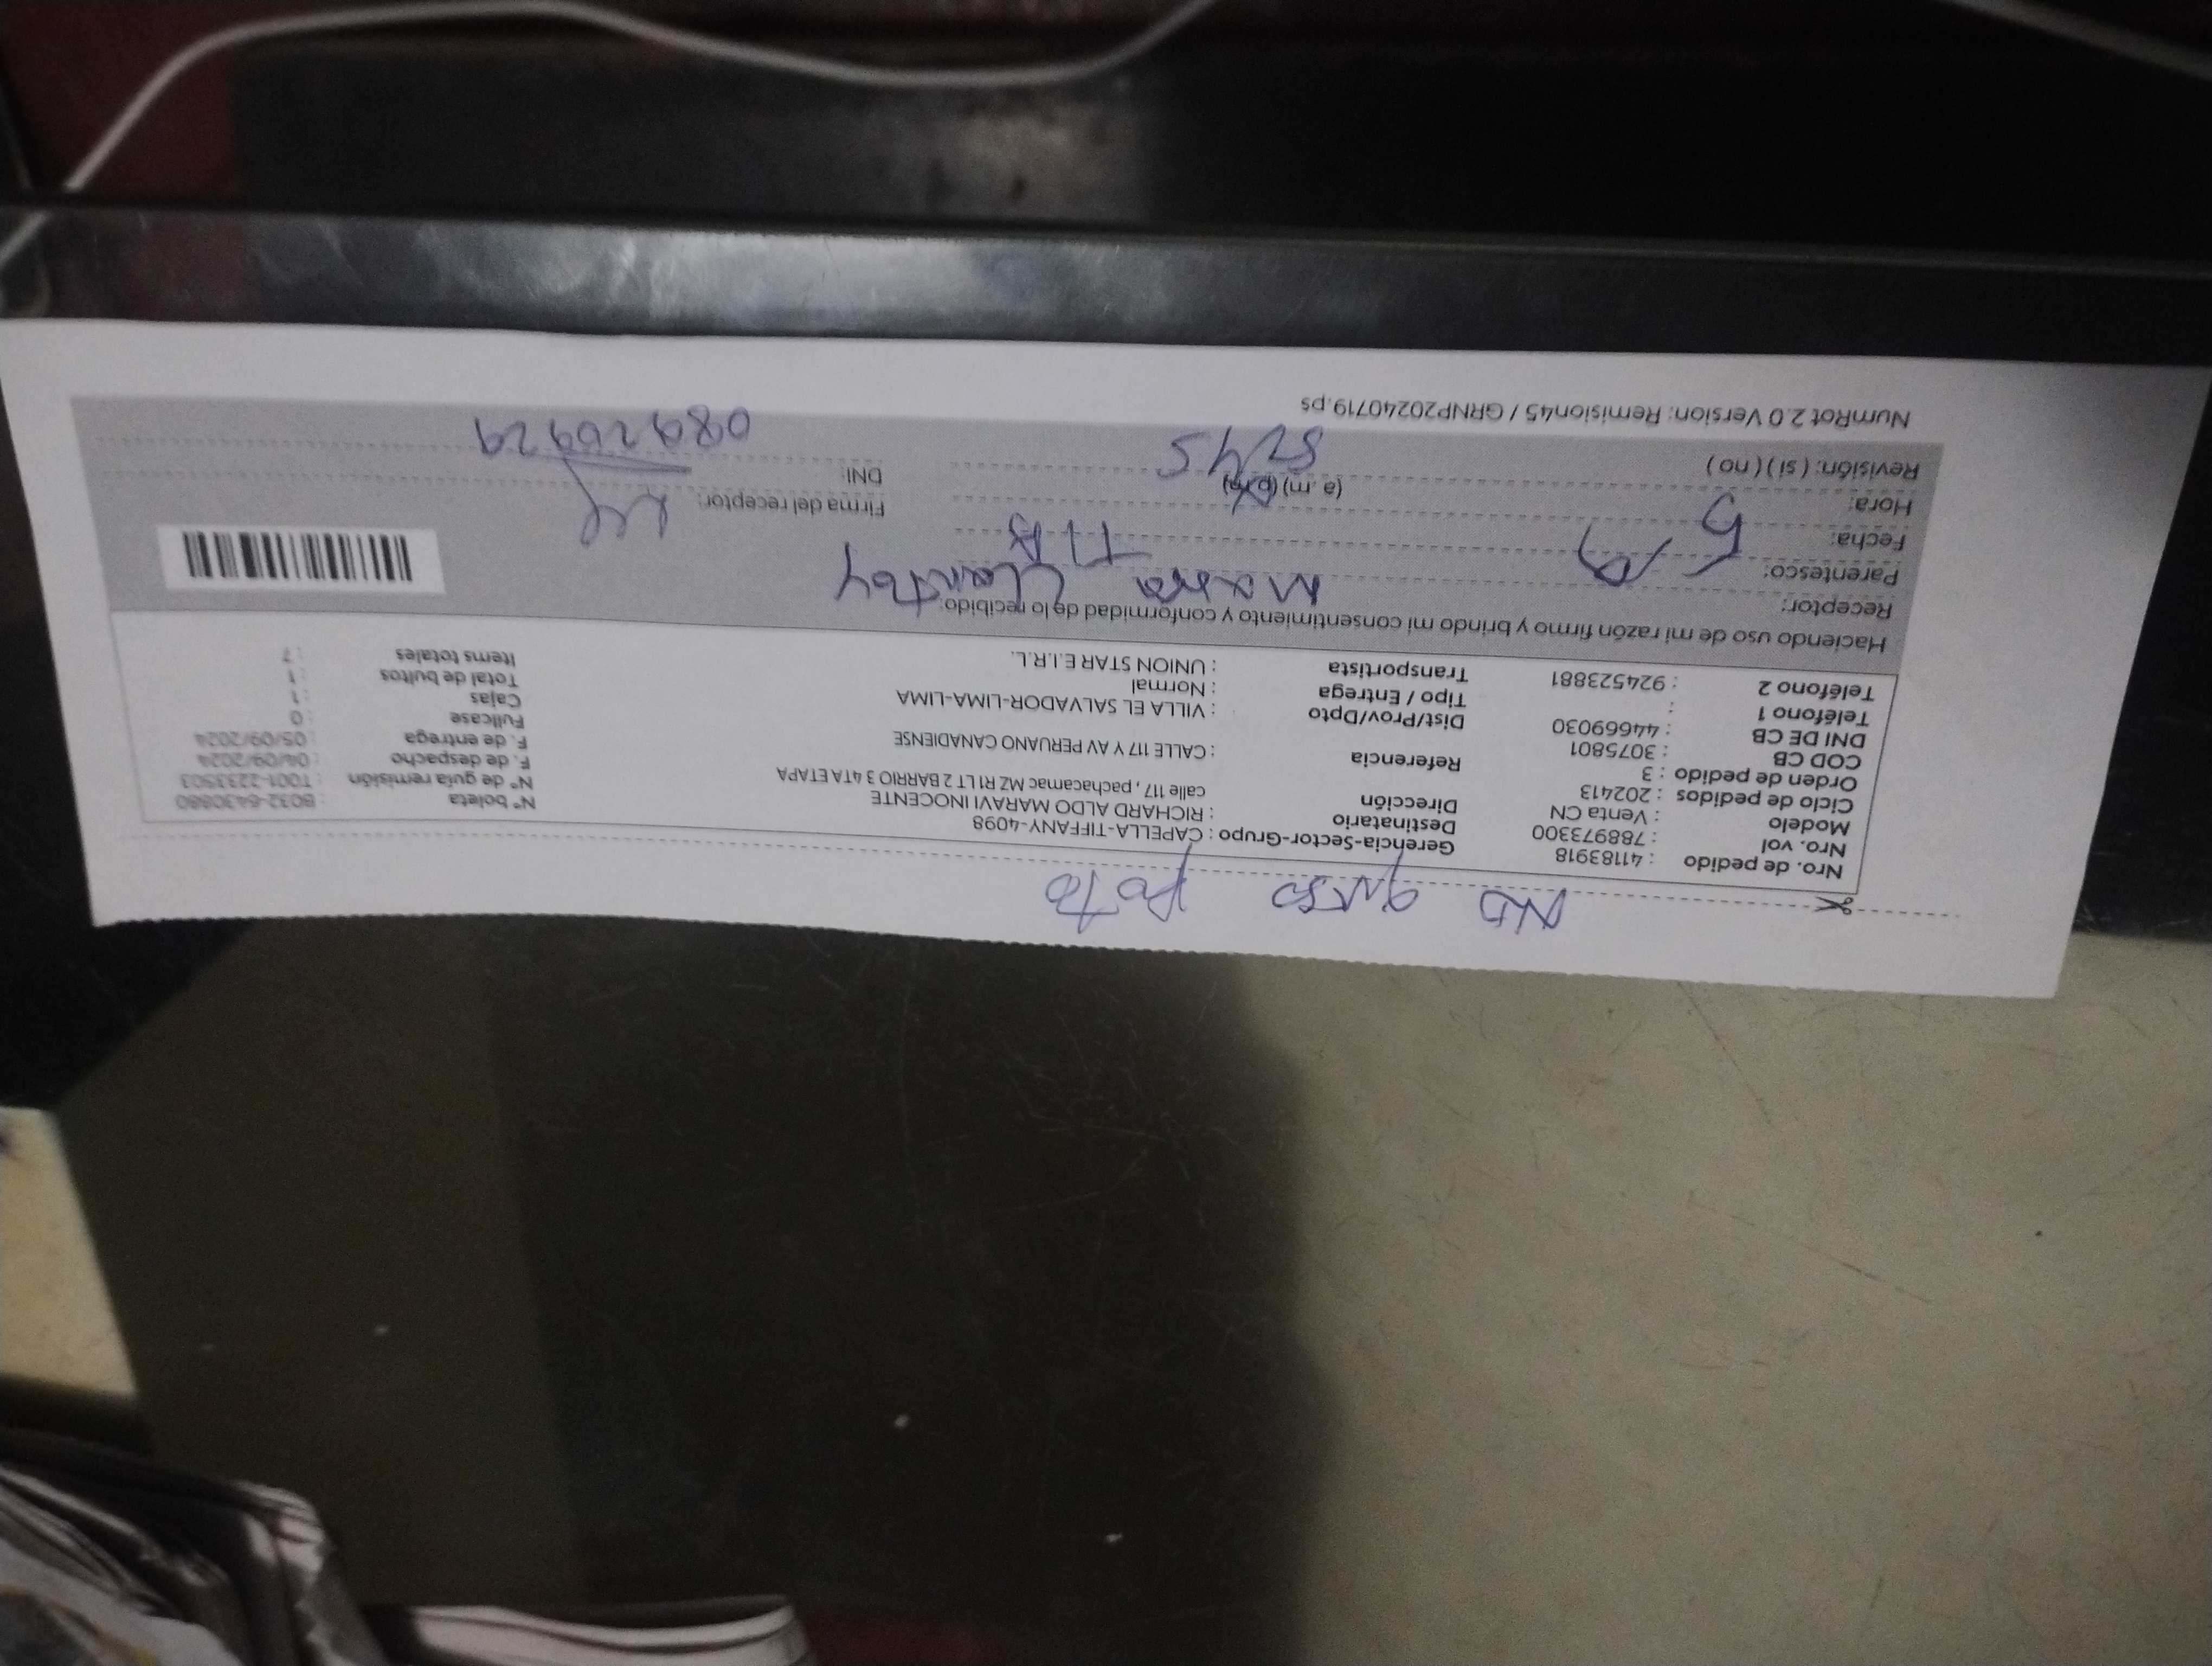 NO quiso foto
Nro. de pedido : 41183918
Nro. vol : 788973300
Modelo : Venta CN
Ciclo de pedidos : 202413
Orden de pedido : 3
COD CB : 3075801
DNI DE CB : 44669030
Teléfono 1 :
Teléfono 2 : 924523881
Gerencia-Sector-Grupo : CAPELLA-TIFFANY-4098
Destinatario : RICHARD ALDO MARAVI INOCENTE
Dirección calle 117 , pachacamac MZ R1 LT 2 BARRIO 3 4TA ETAPA
Referencia : CALLE 117 Y AV PERUANO CANADIENSE
Dist/Prov/Dpto : VILLA EL SALVADOR-LIMA-LIMA
Tipo / Entrega : Normal
Transportista : UNION STAR E.I.R.L.
N° boleta : B032-6430880
N° de guía remisión : T001-2233503
F. de despacho : 04/09/2024
F. de entrega : 05/09/2024
Fullcase : 0
Cajas : 1
Total de bultos : 1
Items totales : 7
Haciendo uso de mi razón firmo y brindo mi consentimiento y conformidad de lo recibido:
Receptor: Maria
Parentesco: TIA
Fecha: 5/9
Hora: (a.m) (p.m) 5:45
Revisión: ( si ) ( no )
Firma del receptor:
DNI: 08920929
NumRot 2.0 Version: Remision45 / GRNP20240719.ps